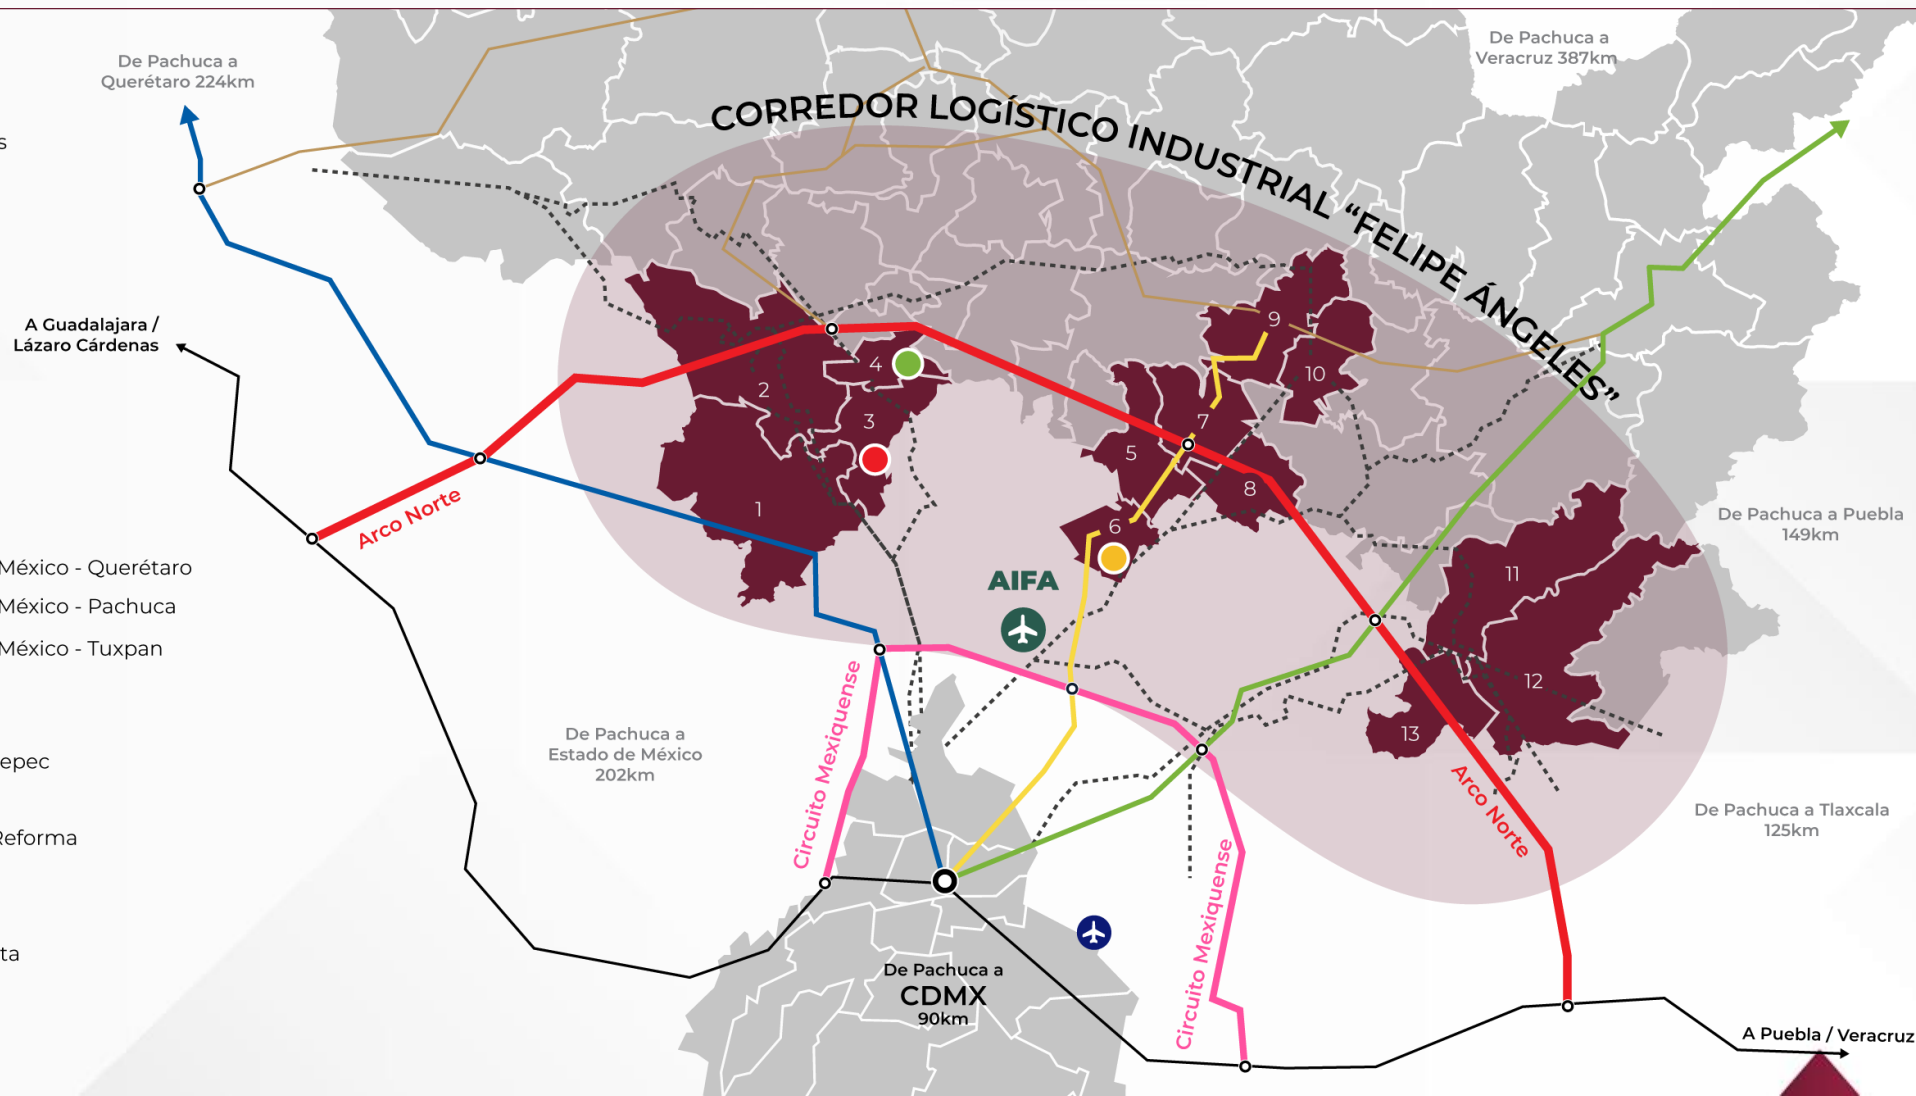 De Pachuca a
Querétaro 224km
De Pachuca a
Veracruz 387km
CORREDOR LOGÍSTICO INDUSTRIAL “FELIPE ÁNGELES”
A Guadalajara /
Lázaro Cárdenas
9
10
4
2
3
7
5
8
1
6
Arco Norte
De Pachuca a Puebla
149km
México - Querétaro
México - Pachuca
México - Tuxpan
AIFA
11
12
13
Circuito Mexiquense
De Pachuca a
Estado de México
202km
epec
Reforma
ta
Arco Norte
De Pachuca a Tlaxcala
125km
Circuito Mexiquense
De Pachuca a
CDMX
90km
A Puebla / Veracruz